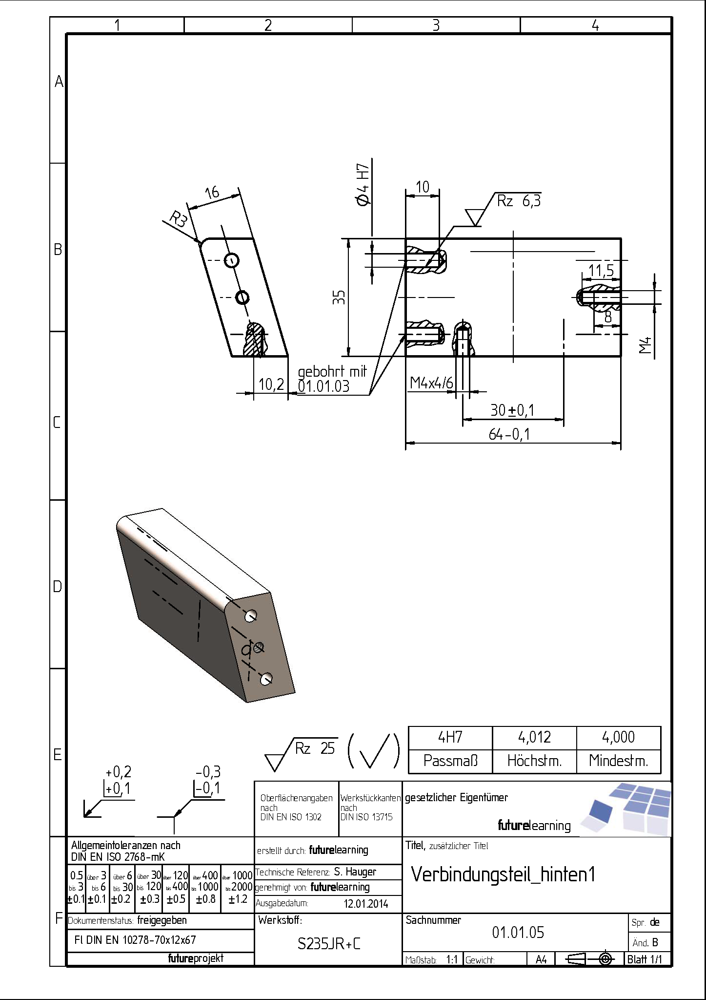 1 2 3 4
A
B
C
D
E
F
16
R3
10,2
gebohrt mit
01.01.03
Ø4 H7
10
Rz 6,3
35
11,5
8
M4
M4x4/6
30±0,1
64-0,1
Rz 25
4H7 4,012 4,000
Passmaß Höchstm. Mindestm.
+0,2
+0,1
-0,3
-0,1
Oberflächenangaben
nach
DIN EN ISO 1302
Werkstückkanten
nach
DIN ISO 13715
gesetzlicher Eigentümer
futurelearning
Allgemeintoleranzen nach
DIN EN ISO 2768-mK
0.5 über 3 über 6 über 30 über 120 über 400 über 1000
bis 3 bis 6 bis 30 bis 120 bis 400 bis 1000 bis 2000
±0.1 ±0.1 ±0.2 ±0.3 ±0.5 ±0.8 ±1.2
erstellt durch: futurelearning
Technische Referenz: S. Hauger
genehmigt von: futurelearning
Ausgabedatum: 12.01.2014
Titel, zusätzlicher Titel
Verbindungsteil_hinten1
Dokumentenstatus: freigegeben
Fl DIN EN 10278-70x12x67
futureprojekt
Werkstoff:
S235JR+C
Sachnummer
01.01.05
Spr. de
Änd. B
Maßstab: 1:1 Gewicht: A4 Blatt 1/1